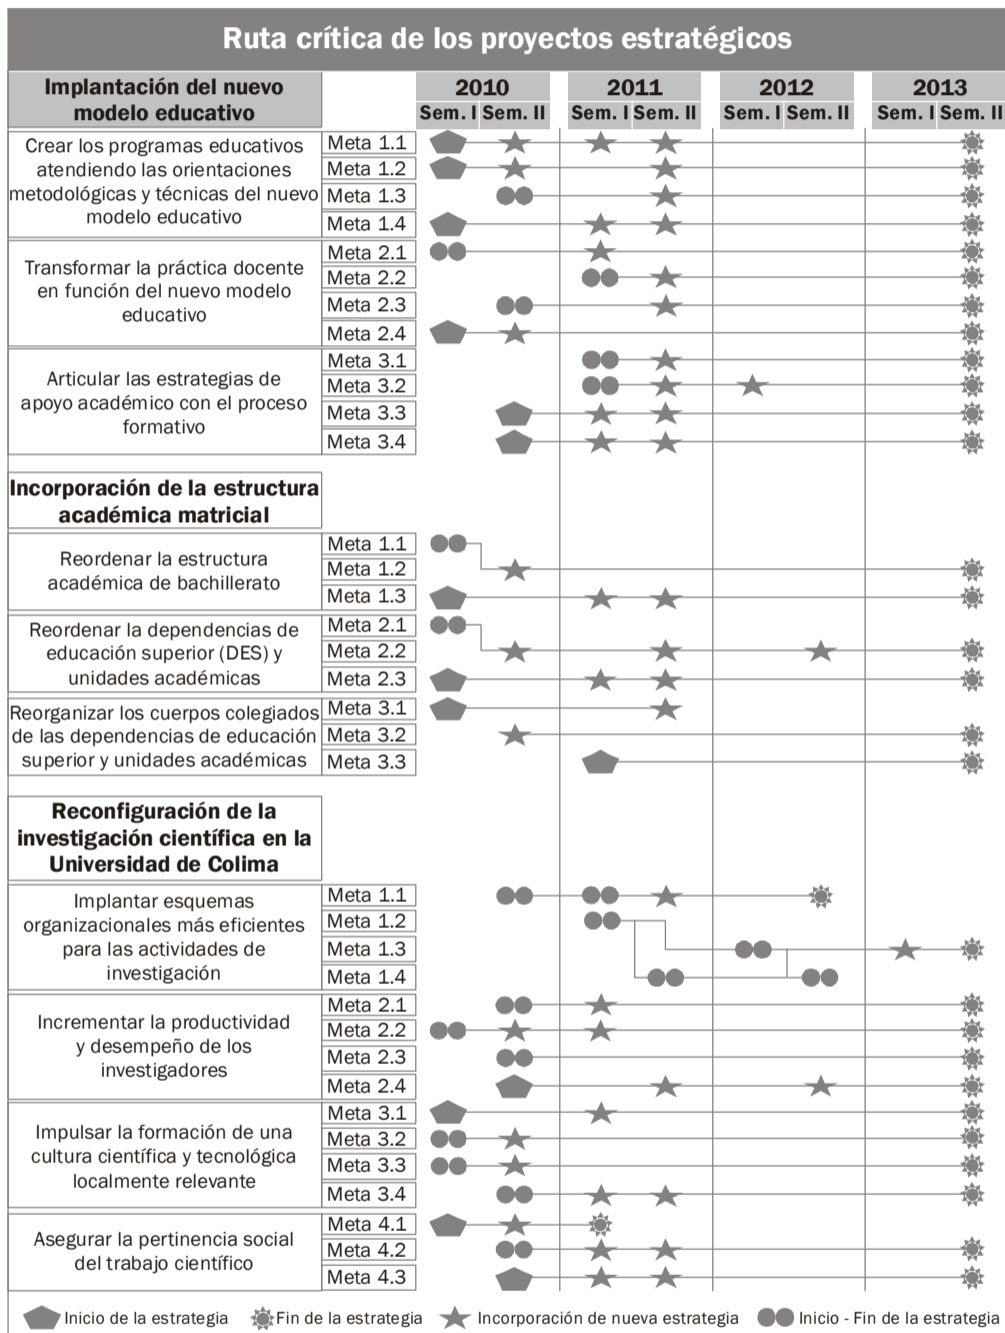 Ruta crítica de los proyectos estratégicos
Implantación del nuevo
modelo educativo
2010 2011 2012 2013
Sem. I Sem. II Sem. I Sem. II Sem. I Sem. II Sem. I Sem. II
Crear los programas educativos
atendiendo las orientaciones
metodológicas y técnicas del nuevo
modelo educativo
Meta 1.1
Meta 1.2
Meta 1.3
Meta 1.4
Transformar la práctica docente
en función del nuevo modelo
educativo
Meta 2.1
Meta 2.2
Meta 2.3
Meta 2.4
Articular las estrategias de
apoyo académico con el proceso
formativo
Meta 3.1
Meta 3.2
Meta 3.3
Meta 3.4
Incorporación de la estructura
académica matricial
Reordenar la estructura
académica de bachillerato
Meta 1.1
Meta 1.2
Meta 1.3
Reordenar la dependencias de
educación superior (DES) y
unidades académicas
Meta 2.1
Meta 2.2
Meta 2.3
Reorganizar los cuerpos colegiados
de las dependencias de educación
superior y unidades académicas
Meta 3.1
Meta 3.2
Meta 3.3
Reconfiguración de la
investigación científica en la
Universidad de Colima
Implantar esquemas
organizacionales más eficientes
para las actividades de
investigación
Meta 1.1
Meta 1.2
Meta 1.3
Meta 1.4
Incrementar la productividad
y desempeño de los
investigadores
Meta 2.1
Meta 2.2
Meta 2.3
Meta 2.4
Impulsar la formación de una
cultura científica y tecnológica
localmente relevante
Meta 3.1
Meta 3.2
Meta 3.3
Meta 3.4
Asegurar la pertinencia social
del trabajo científico
Meta 4.1
Meta 4.2
Meta 4.3
Inicio de la estrategia Fin de la estrategia Incorporación de nueva estrategia Inicio - Fin de la estrategia